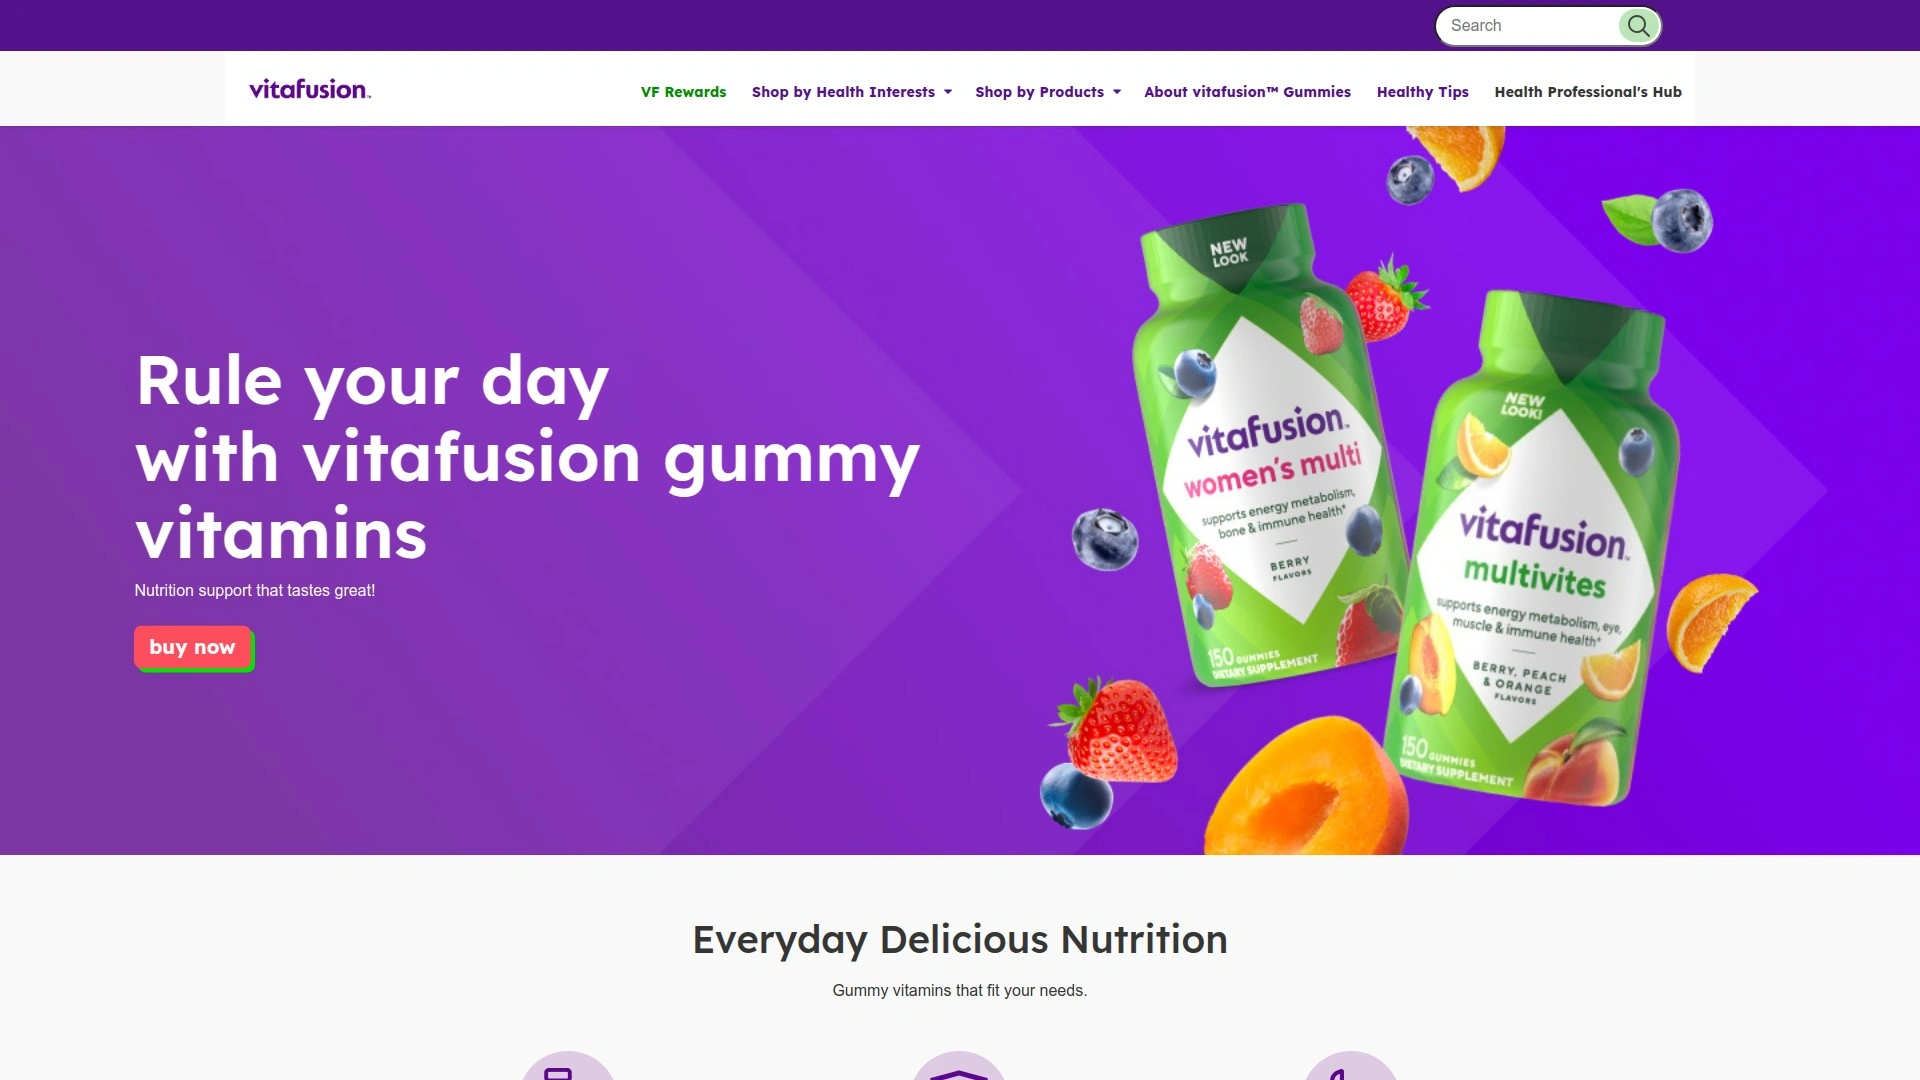 Search
vitafusion™
VF Rewards
Shop by Health Interests
Shop by Products
About vitafusion™ Gummies
Healthy Tips
Health Professional's Hub
Rule your day
with vitafusion gummy
vitamins
Nutrition support that tastes great!
buy now
NEW
LOOK
vitafusion™
women's multi
supports energy metabolism,
bone & immune health*
BERRY
FLAVORS
150 GUMMIES
DIETARY SUPPLEMENT
NEW
LOOK!
vitafusion™
multivites
supports energy metabolism, eye,
muscle & immune health*
BERRY, PEACH
& ORANGE
FLAVORS
150 GUMMIES
DIETARY SUPPLEMENT
Everyday Delicious Nutrition
Gummy vitamins that fit your needs.